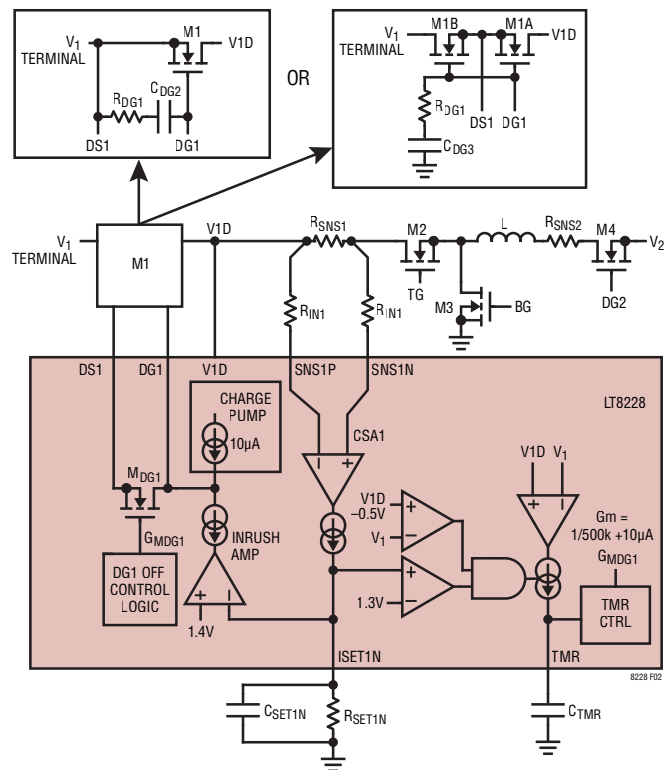 M1
V1
TERMINAL
V1D
RDG1
CDG2
DS1
DG1
OR
M1B
M1A
V1
TERMINAL
V1D
RDG1
DS1
DG1
CDG3
V1
TERMINAL
M1
V1D
RSNS1
M2
L
RSNS2
M4
V2
RIN1
RIN1
TG
M3
BG
DG2
DS1
DG1
V1D
SNS1P
SNS1N
LT8228
CHARGE
PUMP
10µA
CSA1
MDG1
GMDG1
DG1 OFF
CONTROL
LOGIC
INRUSH
AMP
1.4V
V1D
–0.5V
V1
1.3V
V1D
V1
Gm =
1/500k +10µA
GMDG1
TMR
CTRL
ISET1N
TMR
8228 F02
CSET1N
RSET1N
CTMR